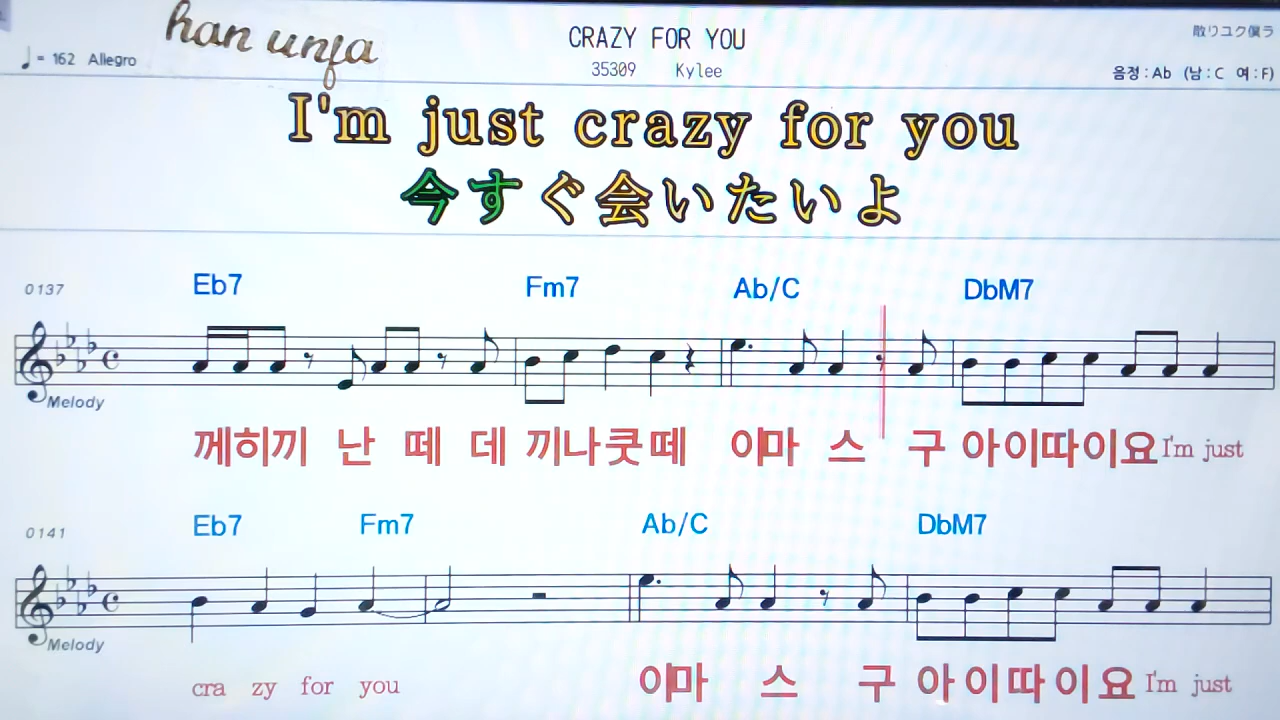 han unfa
CRAZY FOR YOU
散りユク僕ラ
♩= 162 Allegro
35309 Kylee
음정 : Ab (남 : C 여 : F)
I'm just crazy for you
今すぐ会いたいよ
0137 Eb7 Fm7 Ab/C DbM7
Melody
께히끼 난 떼 데 끼나쿳떼 이마 스 구 아이따이요 I'm just
0141 Eb7 Fm7 Ab/C DbM7
Melody
cra zy for you 이마 스 구 아이따이요 I'm just